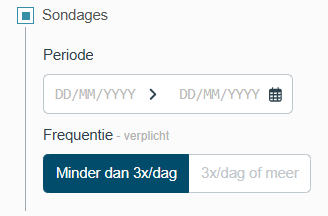 Sondages
Periode
DD/MM/YYYY DD/MM/YYYY
Frequentie - verplicht
Minder dan 3x/dag 3x/dag of meer